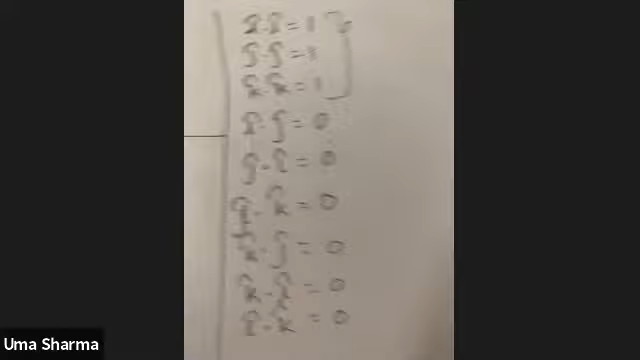 î·î = 1
ĵ·ĵ = 1
k̂·k̂ = 1
î·ĵ = 0
ĵ·î = 0
ĵ·k̂ = 0
k̂·ĵ = 0
k̂·î = 0
î·k̂ = 0
Uma Sharma